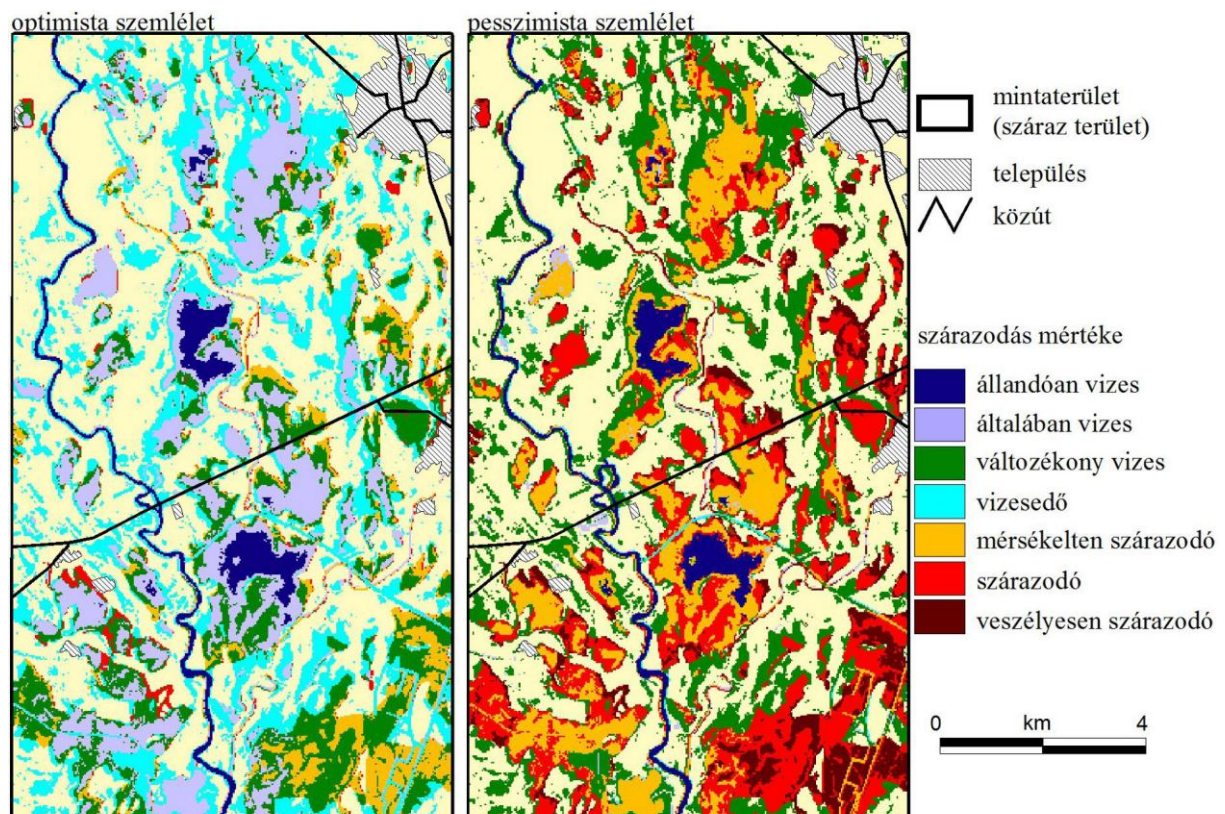 optimista szemlélet
pesszimista szemlélet
mintaterület
(száraz terület)
település
közút
szárazodás mértéke
állandóan vizes
általában vizes
változékony vizes
vizesedő
mérsékelten szárazodó
szárazodó
veszélyesen szárazodó
0 km 4